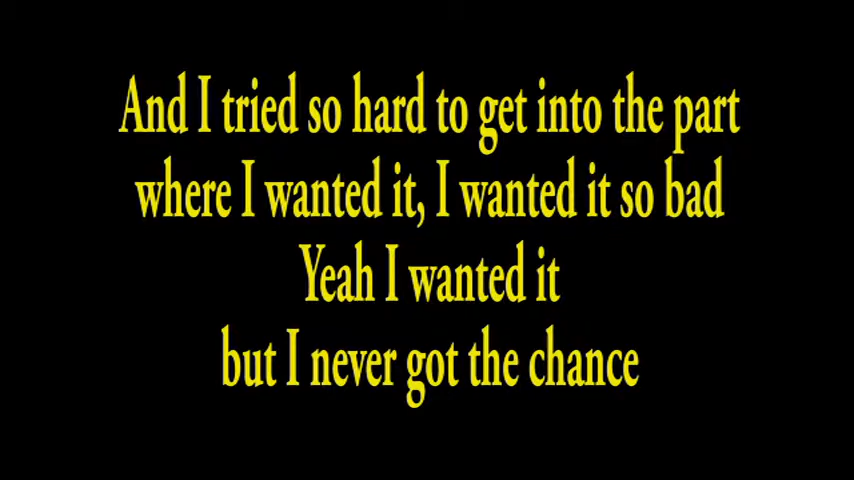 And I tried so hard to get into the part
where I wanted it, I wanted it so bad
Yeah I wanted it
but I never got the chance